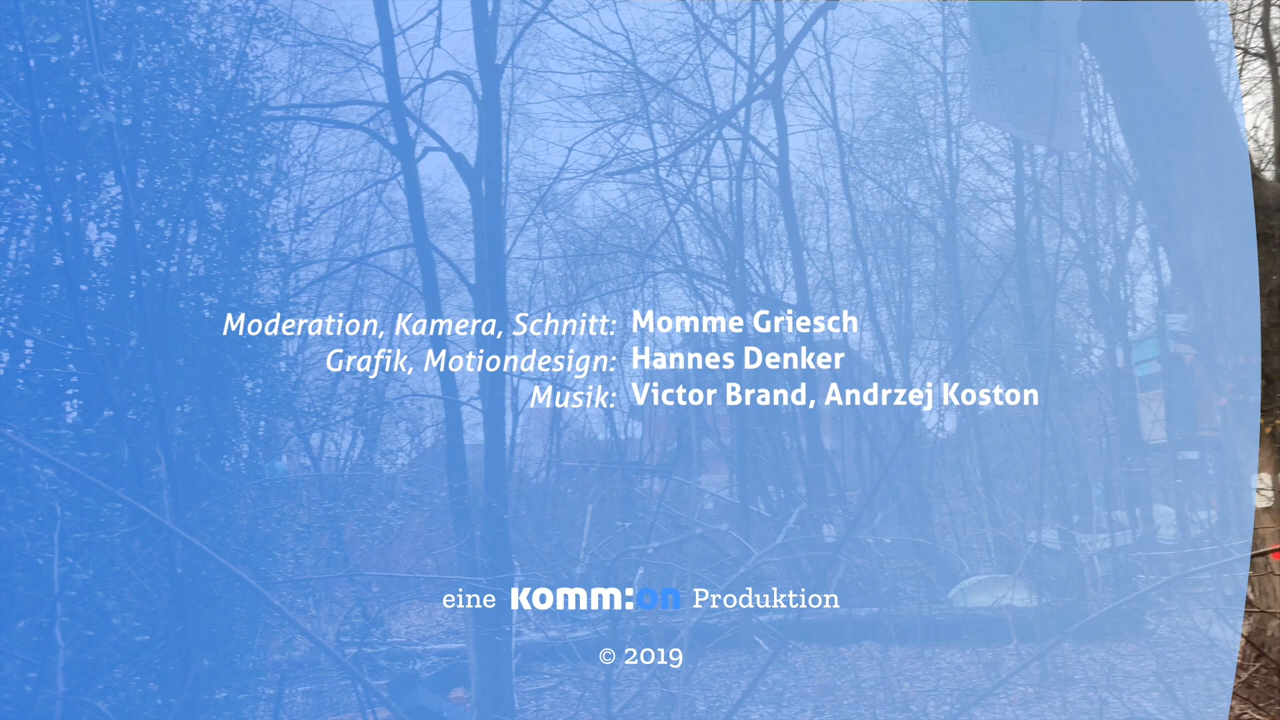 Moderation, Kamera, Schnitt: Momme Griesch
Grafik, Motiondesign: Hannes Denker
Musik: Victor Brand, Andrzej Koston
eine komm:on Produktion
© 2019